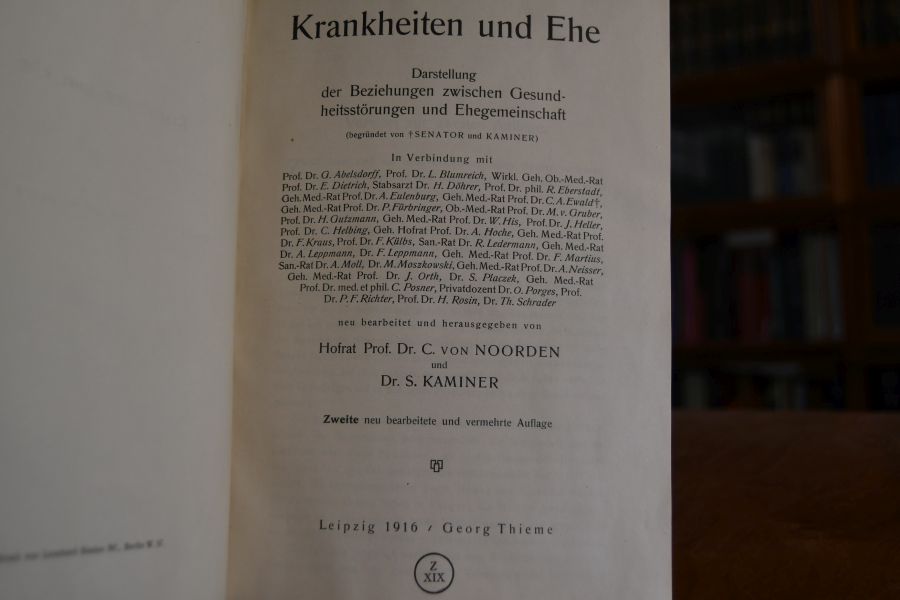 Krankheiten und Ehe
Darstellung
der Beziehungen zwischen Gesund-
heitsstörungen und Ehegemeinschaft
(begründet von †SENATOR und KAMINER)
In Verbindung mit
Prof. Dr. G. Abelsdorff, Prof. Dr. L. Blumreich, Wirkl. Geh. Ob.-Med.-Rat
Prof. Dr. E. Dietrich, Stabsarzt Dr. H. Döhrer, Prof. Dr. phil. R. Eberstadt,
Geh. Med.-Rat Prof. Dr. A. Eulenburg, Geh. Med.-Rat Prof. Dr. C. A. Ewald†,
Geh. Med.-Rat Prof. Dr. P. Fürbringer, Ob.-Med.-Rat Prof. Dr. M. v. Gruber,
Prof. Dr. H. Gutzmann, Geh. Med.-Rat Prof. Dr. W. His, Prof. Dr. J. Heller,
Prof. Dr. C. Helbing, Geh. Hofrat Prof. Dr. A. Hoche, Geh. Med.-Rat Prof.
Dr. F. Kraus, Prof. Dr. F. Külbs, San.-Rat Dr. R. Ledermann, Geh. Med.-Rat
Dr. A. Leppmann, Dr. F. Leppmann, Geh. Med.-Rat Prof. Dr. F. Martius,
San.-Rat Dr. A. Moll, Dr. M. Moszkowski, Geh. Med.-Rat Prof. Dr. A. Neisser,
Geh. Med.-Rat Prof. Dr. J. Orth, Dr. S. Placzek, Geh. Med.-Rat
Prof. Dr. med. et phil. C. Posner, Privatdozent Dr. O. Porges, Prof.
Dr. P. F. Richter, Prof. Dr. H. Rosin, Dr. Th. Schrader
neu bearbeitet und herausgegeben von
Hofrat Prof. Dr. C. VON NOORDEN
und
Dr. S. KAMINER
Zweite neu bearbeitete und vermehrte Auflage
Leipzig 1916 / Georg Thieme
Z
XIX